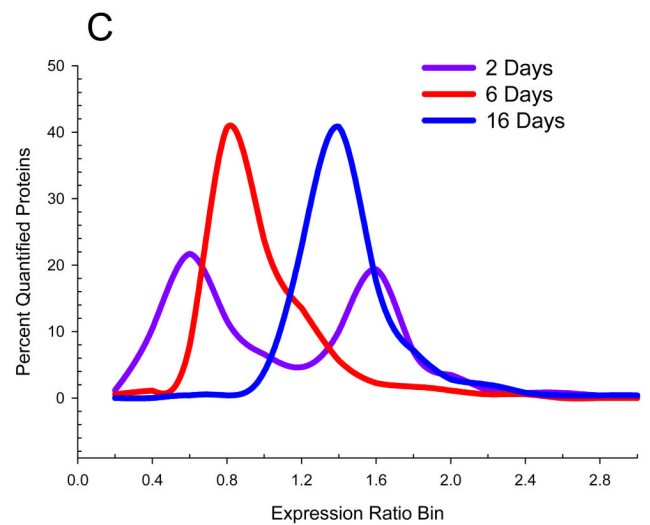 C
2 Days
6 Days
16 Days
Percent Quantified Proteins
50
40
30
20
10
0
0.0 0.4 0.8 1.2 1.6 2.0 2.4 2.8
Expression Ratio Bin